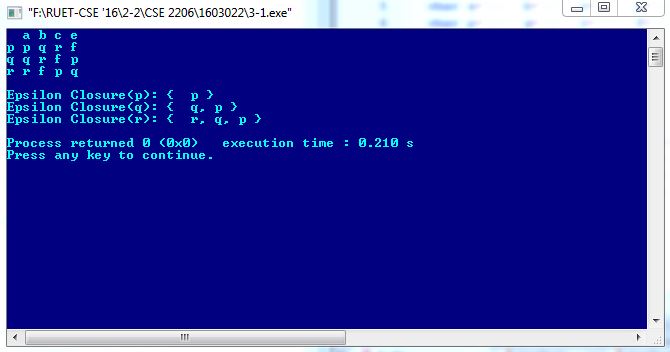 "F:\RUET-CSE '16\2-2\CSE 2206\1603022\3-1.exe"
a b c e
p p q r f
q q r f p
r r f p q
Epsilon Closure(p): {  p }
Epsilon Closure(q): {  q, p }
Epsilon Closure(r): {  r, q, p }
Process returned 0 (0x0)   execution time : 0.210 s
Press any key to continue.